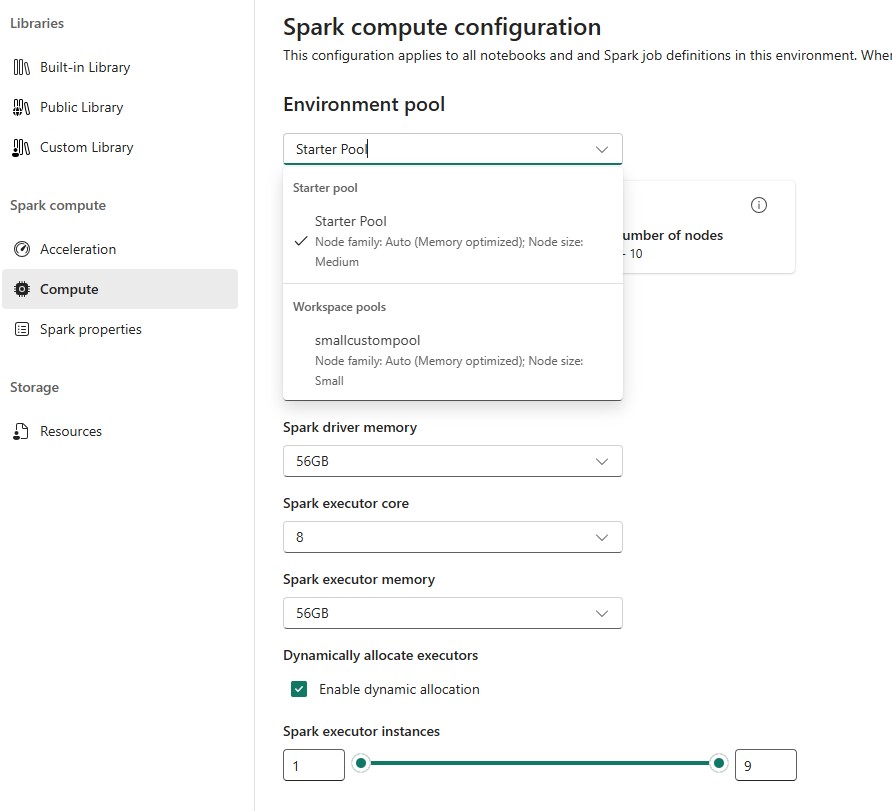 Libraries
Built-in Library
Public Library
Custom Library
Spark compute
Acceleration
Compute
Spark properties
Storage
Resources
Spark compute configuration
This configuration applies to all notebooks and and Spark job definitions in this environment.
Environment pool
Starter Pool
Starter pool
Starter Pool
Node family: Auto (Memory optimized); Node size:
Medium
Workspace pools
smallcustompool
Node family: Auto (Memory optimized); Node size:
Small
of nodes
- 10
Spark driver memory
56GB
Spark executor core
8
Spark executor memory
56GB
Dynamically allocate executors
Enable dynamic allocation
Spark executor instances
1
9